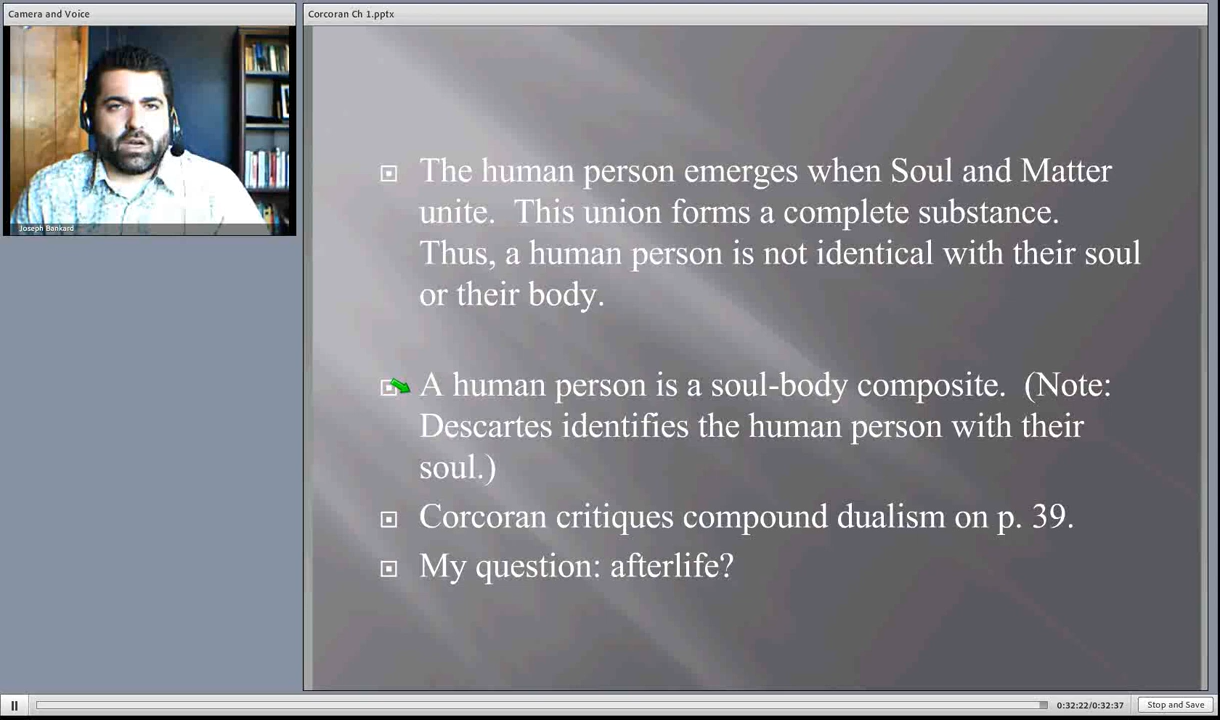 Camera and Voice
Corcoran Ch 1.pptx
Joseph Bankard
The human person emerges when Soul and Matter
unite.  This union forms a complete substance.
Thus, a human person is not identical with their soul
or their body.
A human person is a soul-body composite.  (Note:
Descartes identifies the human person with their
soul.)
Corcoran critiques compound dualism on p. 39.
My question: afterlife?
0:32:22/0:32:37
Stop and Save